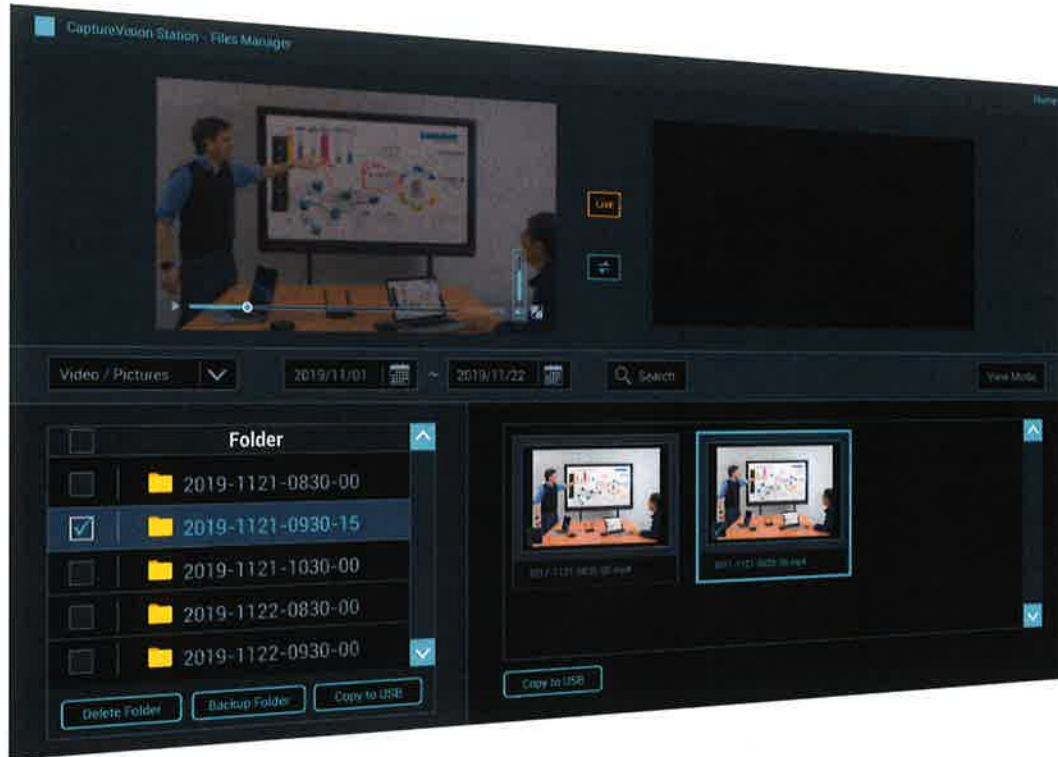 CaptureVision Station - Files Manager
Home
LIVE
Video / Pictures
2019/11/01 ~ 2019/11/22
Search
View Mode
Folder
2019-1121-0830-00
2019-1121-0930-15
2019-1121-1030-00
2019-1122-0830-00
2019-1122-0930-00
Delete Folder
Backup Folder
Copy to USB
Copy to USB